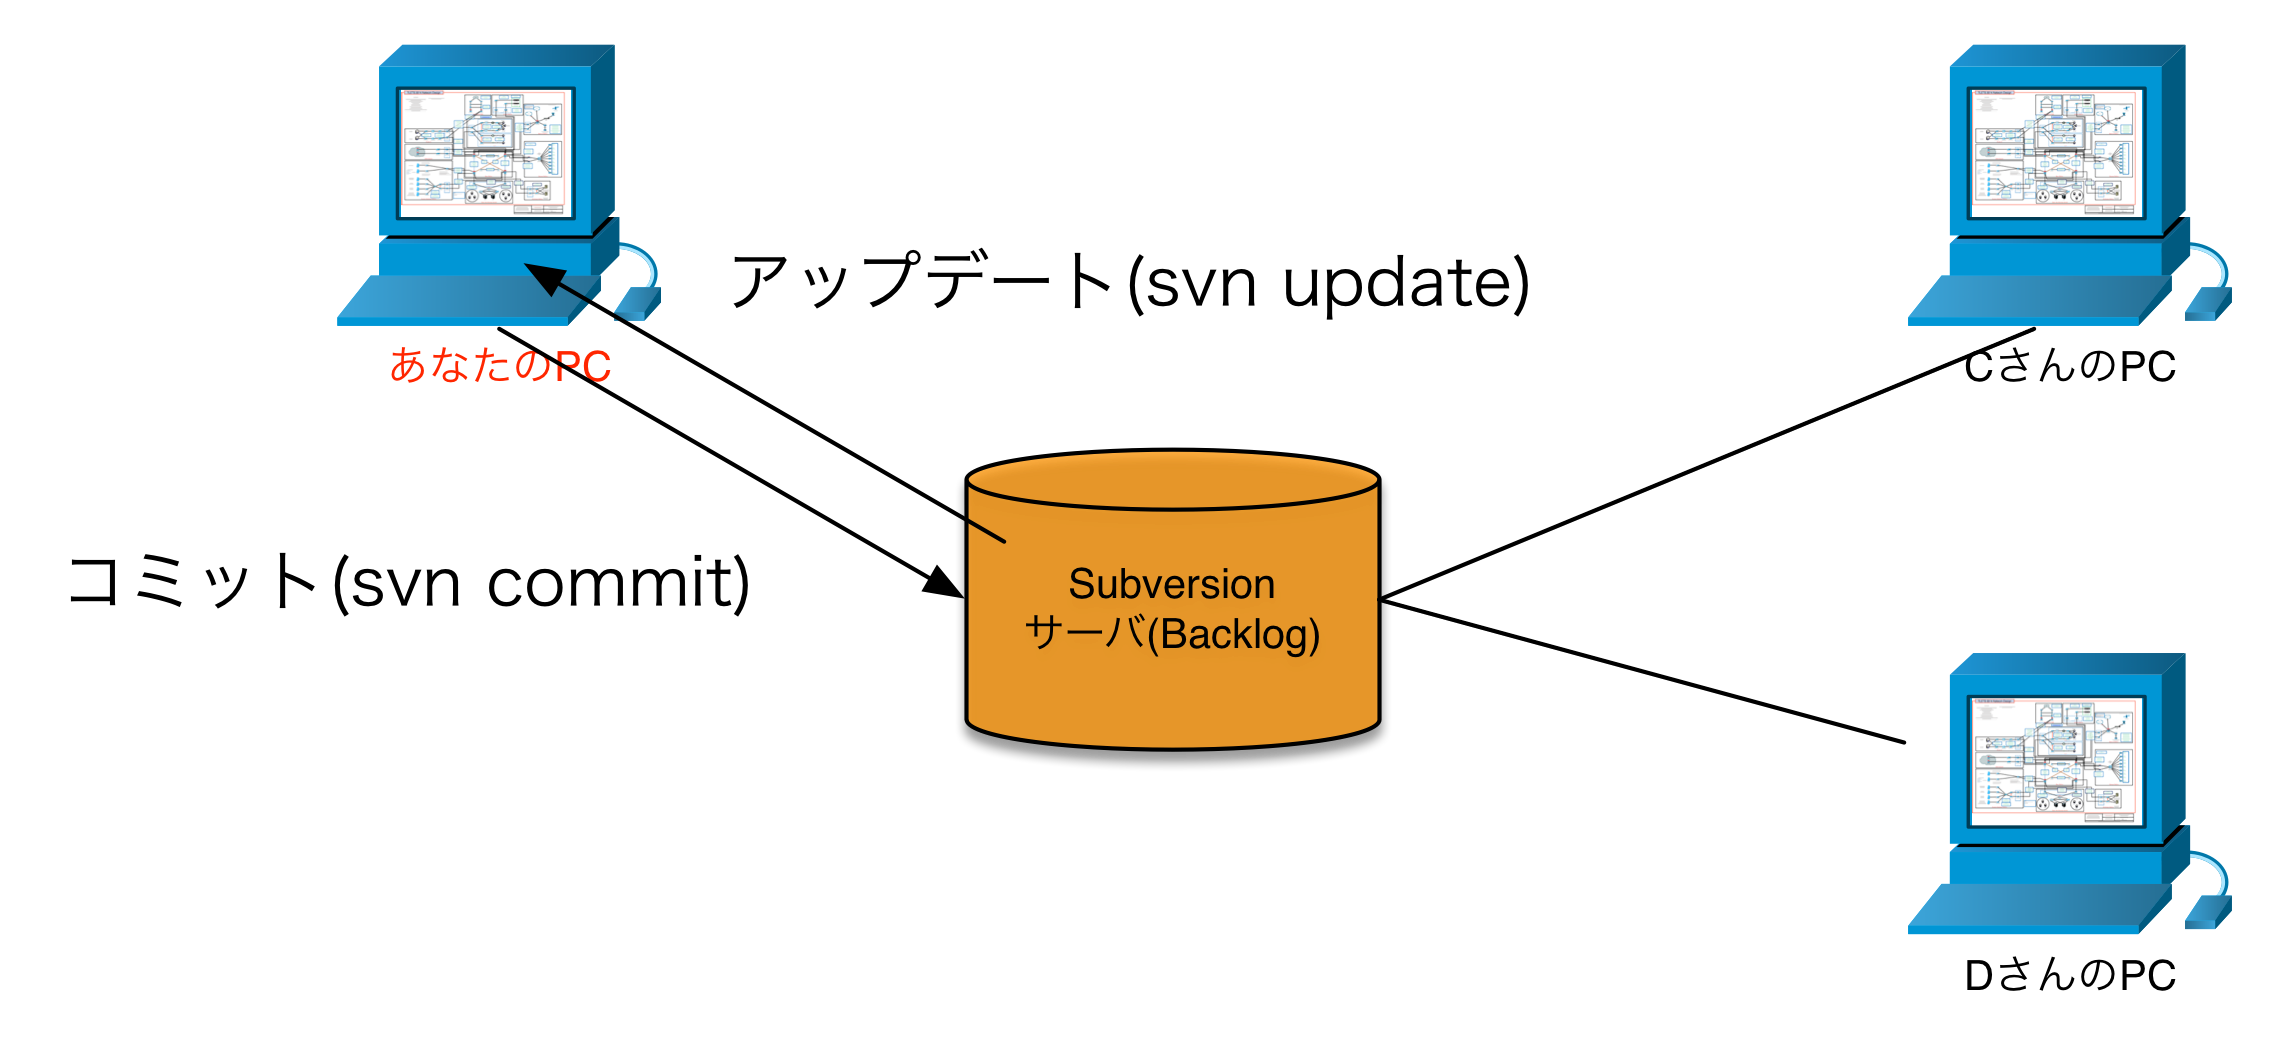 アップデート(svn update)
あなたのPC
CさんのPC
コミット(svn commit)
Subversion
サーバ(Backlog)
DさんのPC